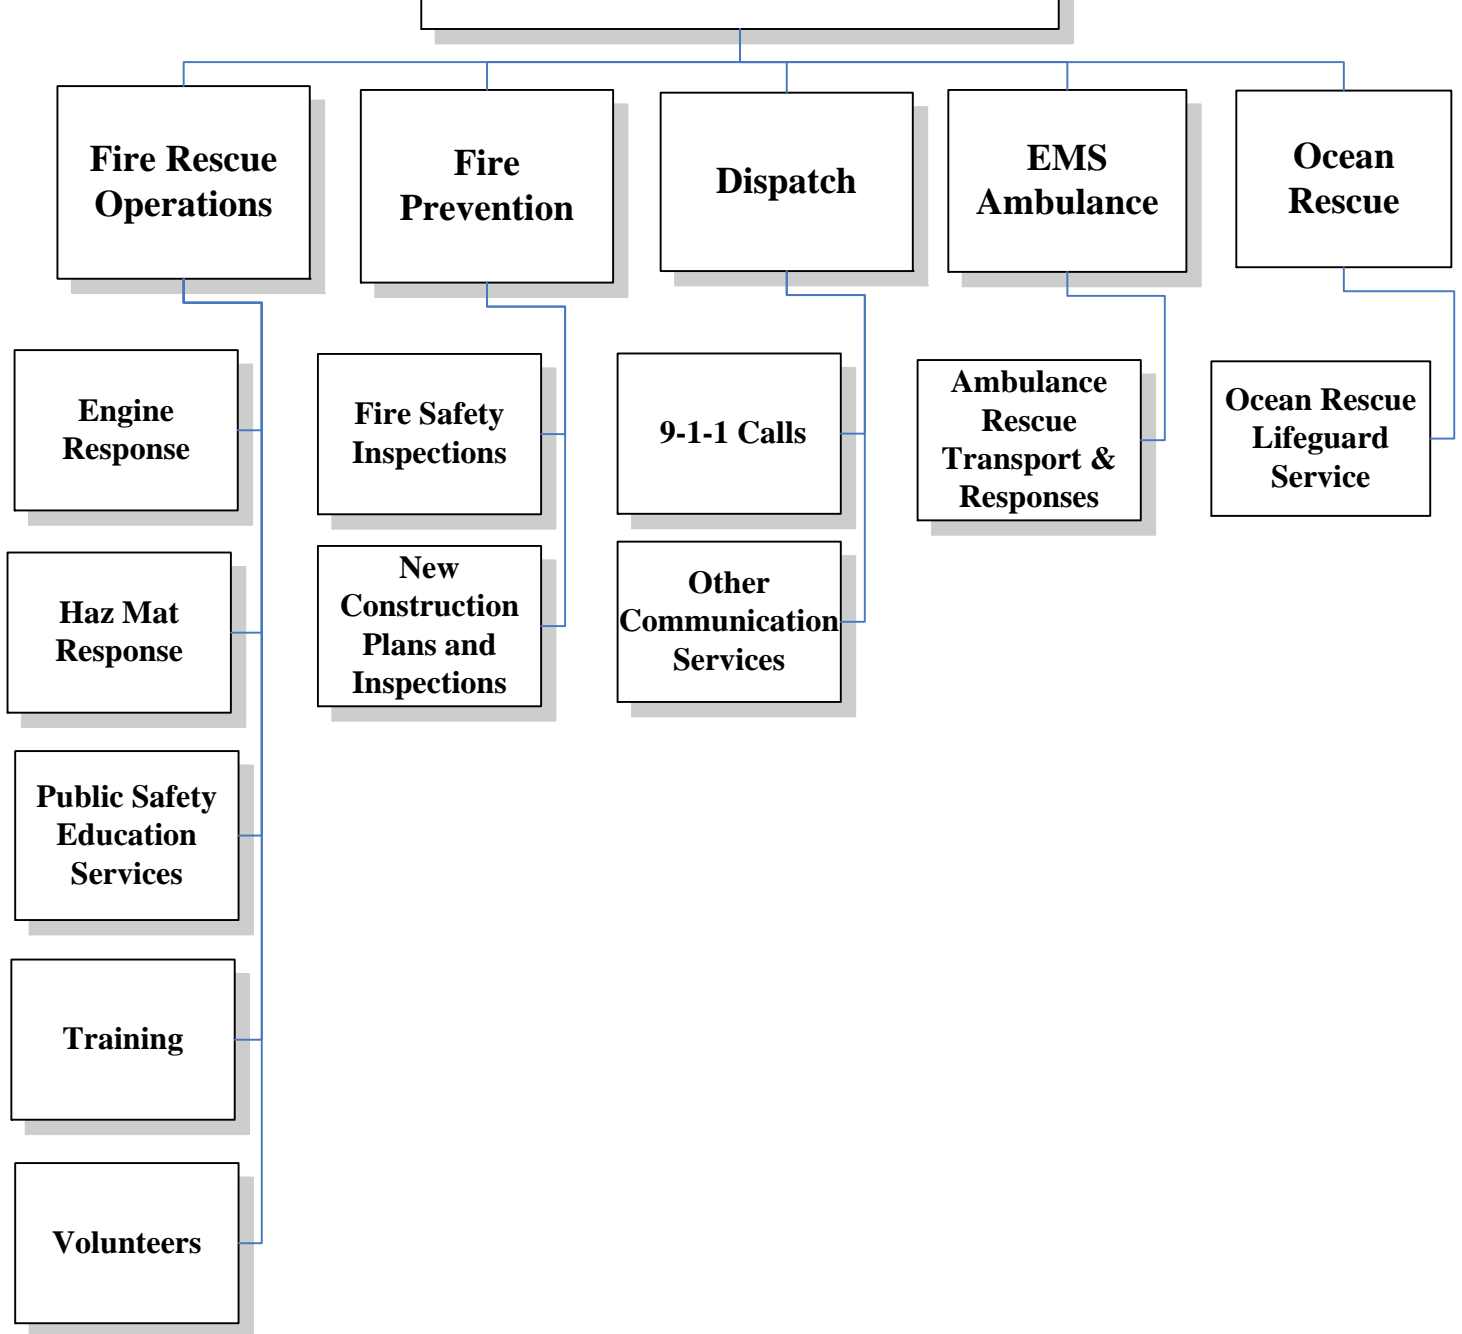 Fire Rescue
Operations
Fire
Prevention
Dispatch
EMS
Ambulance
Ocean
Rescue
Engine
Response
Fire Safety
Inspections
9-1-1 Calls
Ambulance
Rescue
Transport &
Responses
Ocean Rescue
Lifeguard
Service
Haz Mat
Response
New
Construction
Plans and
Inspections
Other
Communication
Services
Public Safety
Education
Services
Training
Volunteers